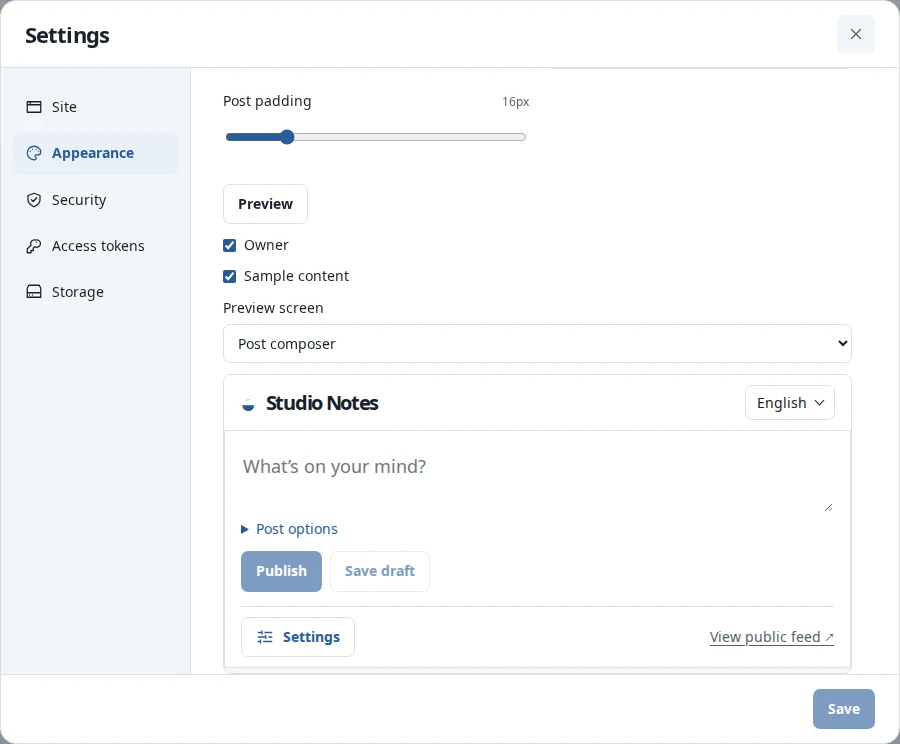 Settings
Site
Appearance
Security
Access tokens
Storage
Post padding 16px
Preview
Owner
Sample content
Preview screen
Post composer
Studio Notes English
What’s on your mind?
Post options
Publish Save draft
Settings View public feed ↗
Save